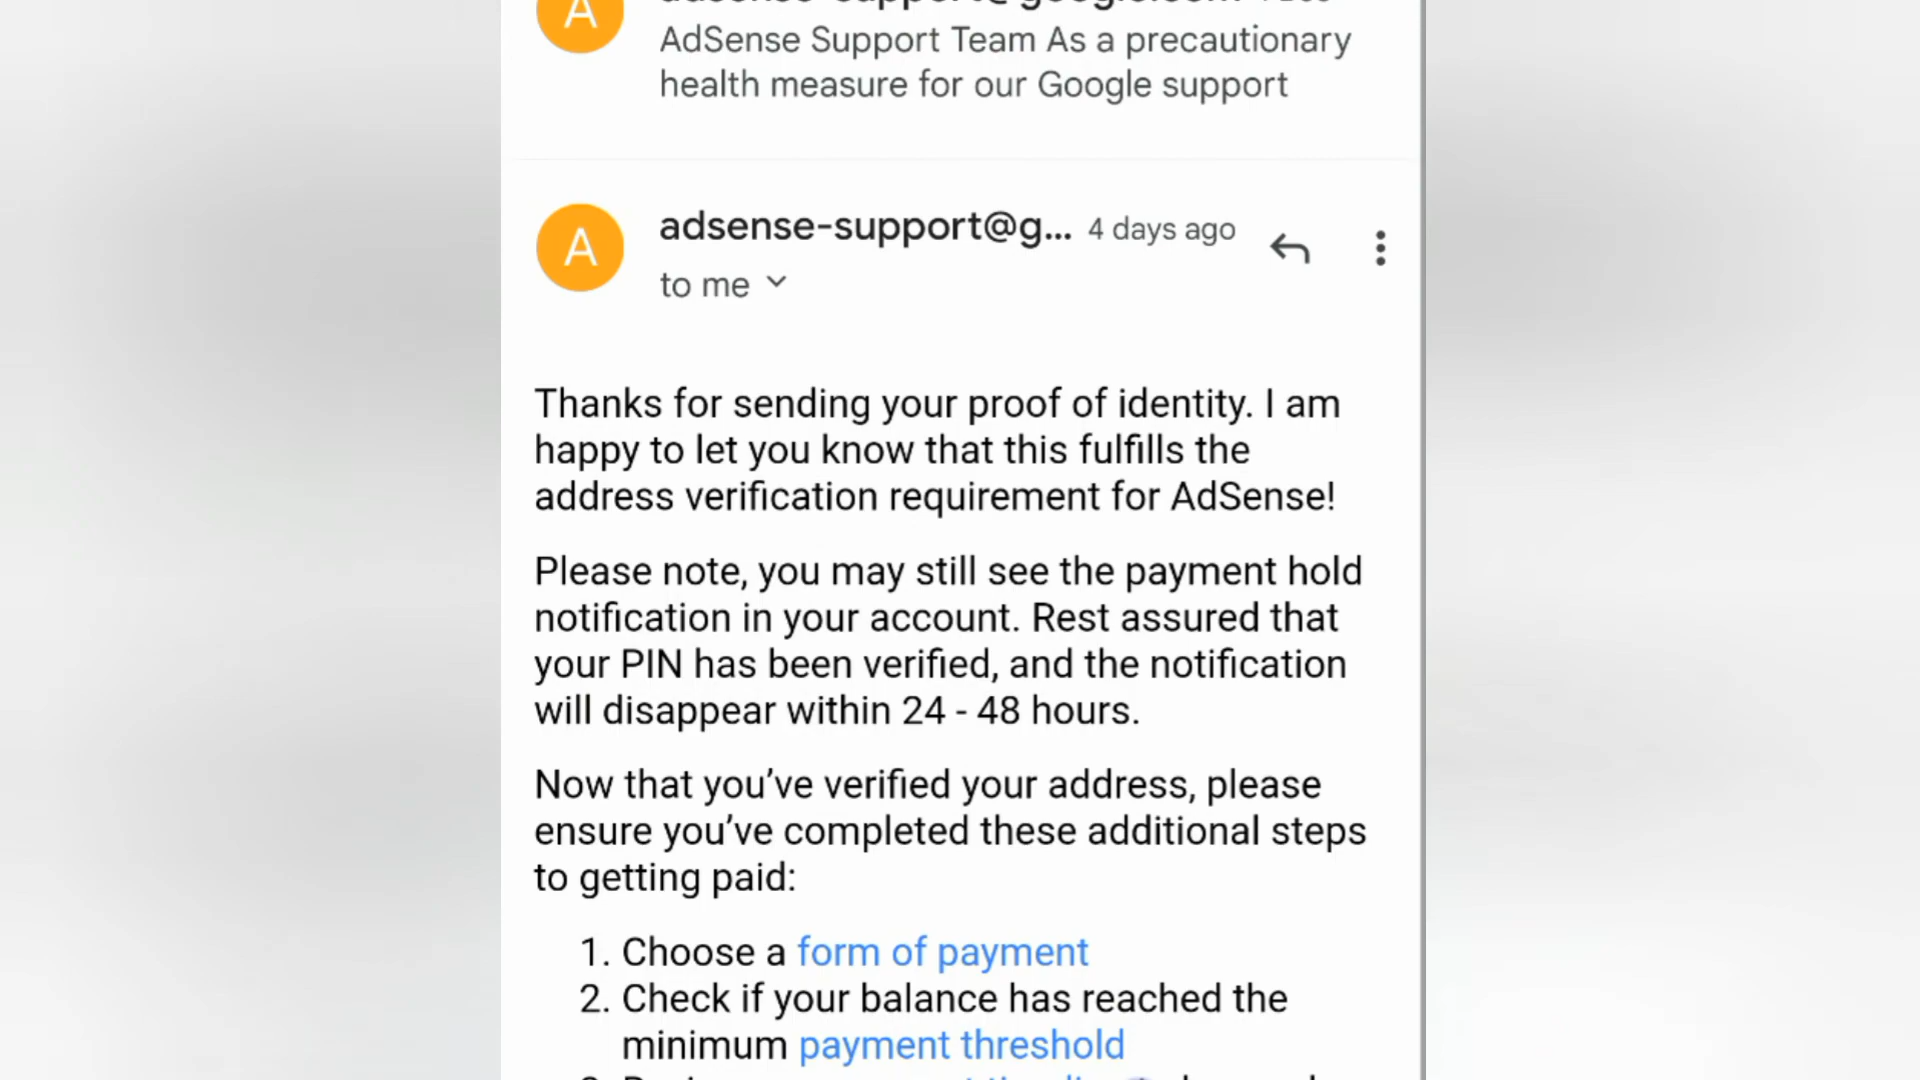 AdSense Support Team As a precautionary
health measure for our Google support
A
adsense-support@g... 4 days ago
to me
Thanks for sending your proof of identity. I am
happy to let you know that this fulfills the
address verification requirement for AdSense!
Please note, you may still see the payment hold
notification in your account. Rest assured that
your PIN has been verified, and the notification
will disappear within 24 - 48 hours.
Now that you’ve verified your address, please
ensure you’ve completed these additional steps
to getting paid:
1. Choose a form of payment
2. Check if your balance has reached the
minimum payment threshold